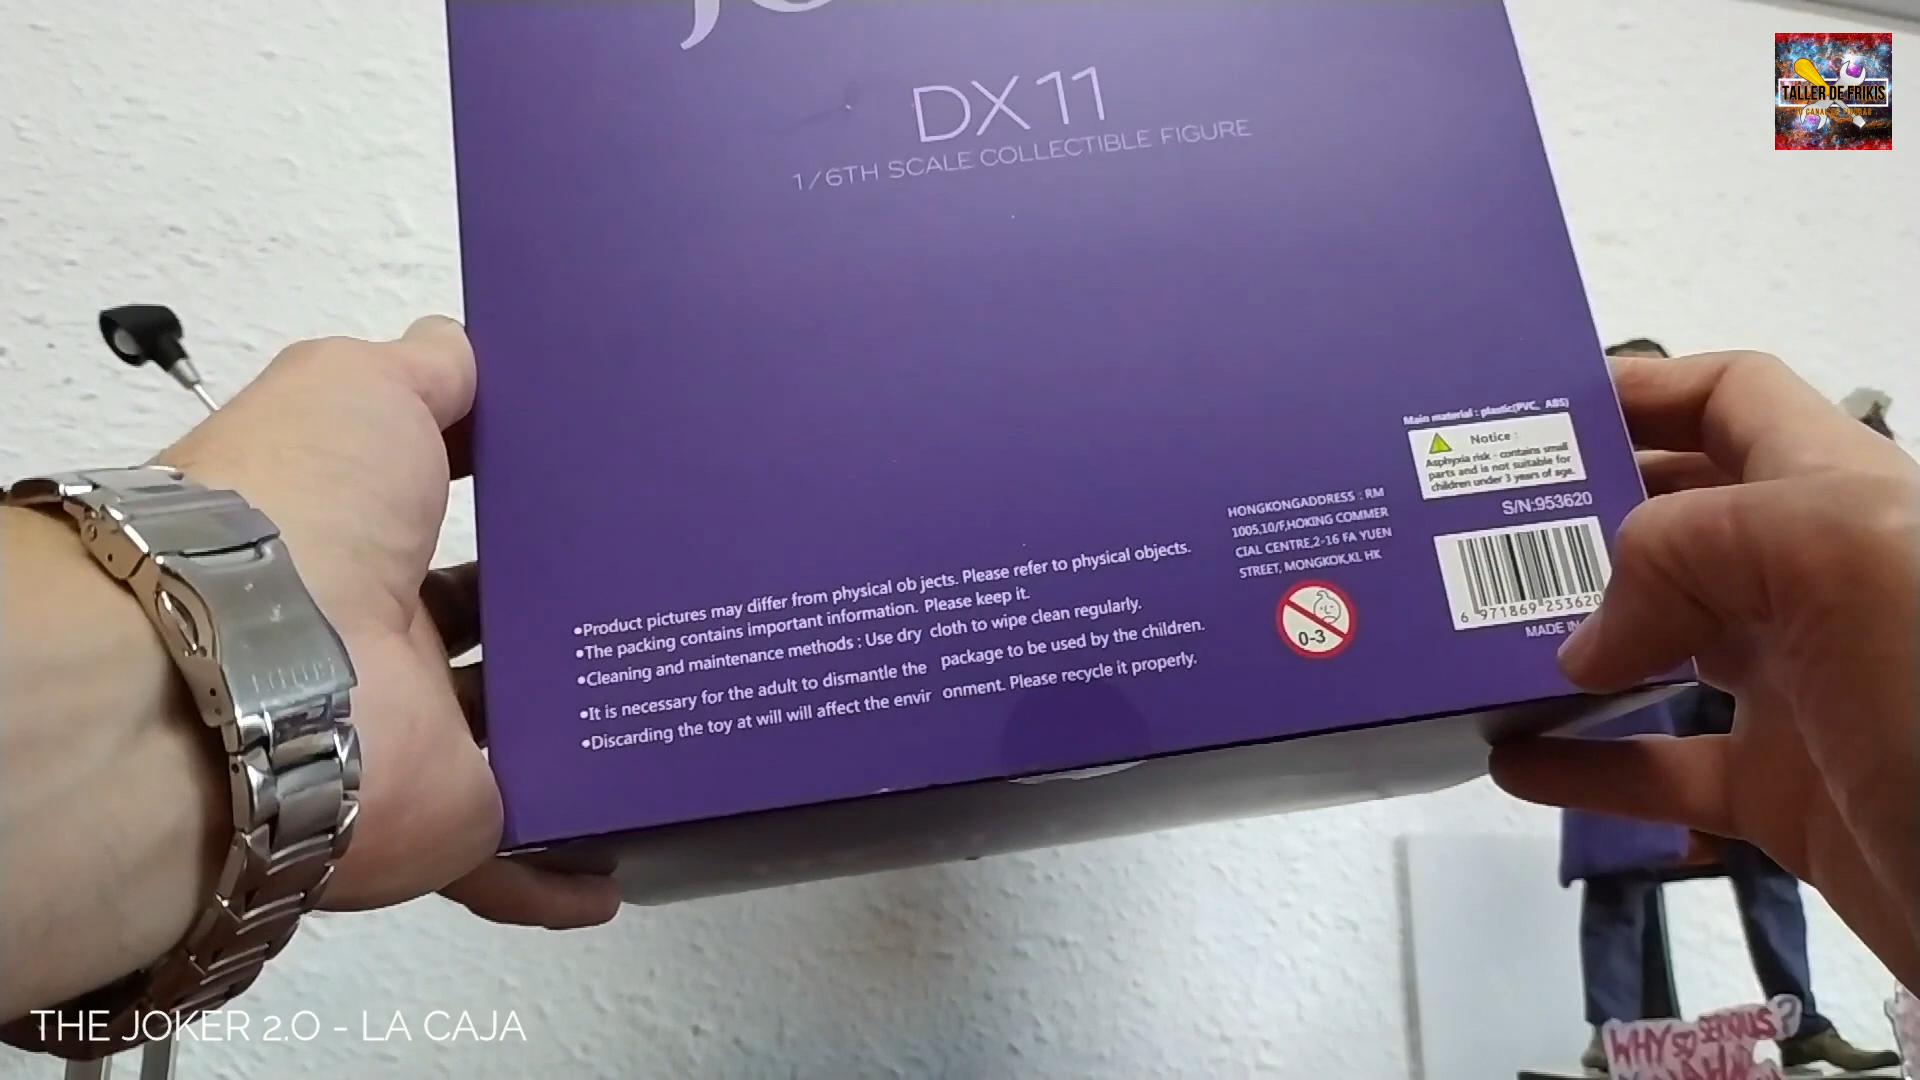 DX 11
1/6TH SCALE COLLECTIBLE FIGURE
TALLER DE FRIKIS
Main material : plastic(PVC, ABS)
Notice :
Asphyxia risk - contains small
parts and is not suitable for
children under 3 years of age.
S/N:953620
HONGKONGADDRESS : RM
1005,10/F,HOKING COMMER
CIAL CENTRE,2-16 FA YUEN
STREET, MONGKOK,KL HK
0-3
6 971869 253620
MADE IN
•Product pictures may differ from physical ob jects. Please refer to physical objects.
•The packing contains important information. Please keep it.
•Cleaning and maintenance methods : Use dry cloth to wipe clean regularly.
•It is necessary for the adult to dismantle the package to be used by the children.
•Discarding the toy at will will affect the envir onment. Please recycle it properly.
THE JOKER 2.0 - LA CAJA
WHY SO SERIOUS?